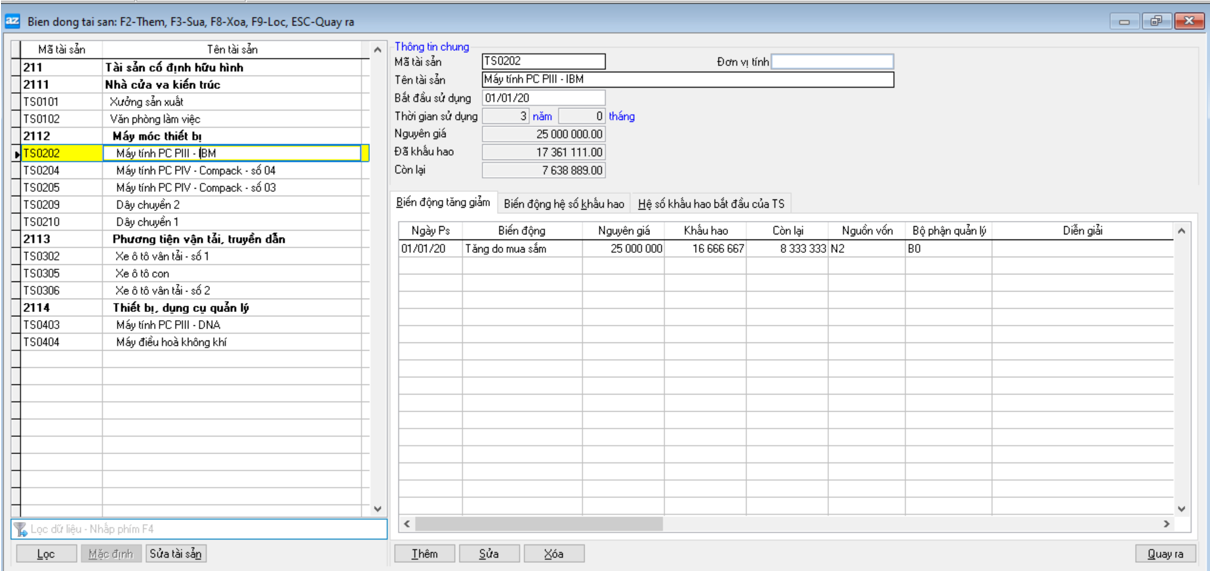 Bien dong tai san: F2-Them, F3-Sua, F8-Xoa, F9-Loc, ESC-Quay ra
Mã tài sản Tên tài sản
211 Tài sản cố định hữu hình
2111 Nhà cửa va kiến trúc
TS0101 Xưởng sản xuất
TS0102 Văn phòng làm việc
2112 Máy móc thiết bị
TS0202 Máy tính PC PIII - IBM
TS0204 Máy tính PC PIV - Compack - số 04
TS0205 Máy tính PC PIV - Compack - số 03
TS0209 Dây chuyền 2
TS0210 Dây chuyền 1
2113 Phương tiện vận tải, truyền dẫn
TS0302 Xe ô tô vân tải - số 1
TS0305 Xe ô tô con
TS0306 Xe ô tô vân tải - số 2
2114 Thiết bị, dụng cụ quản lý
TS0403 Máy tính PC PIII - DNA
TS0404 Máy điều hoà không khí
Lọc dữ liệu - Nhập phím F4
Lọc Mặc định Sửa tài sản
Thông tin chung
Mã tài sản TS0202 Đơn vị tính
Tên tài sản Máy tính PC PIII - IBM
Bắt đầu sử dụng 01/01/20
Thời gian sử dụng 3 năm 0 tháng
Nguyên giá 25 000 000.00
Đã khấu hao 17 361 111.00
Còn lại 7 638 889.00
Biến động tăng giảm Biến động hệ số khấu hao Hệ số khấu hao bắt đầu của TS
Ngày Ps Biến động Nguyên giá Khấu hao Còn lại Nguồn vốn Bộ phận quản lý Diễn giải
01/01/20 Tăng do mua sắm 25 000 000 16 666 667 8 333 333 N2 B0
Thêm Sửa Xóa Quay ra